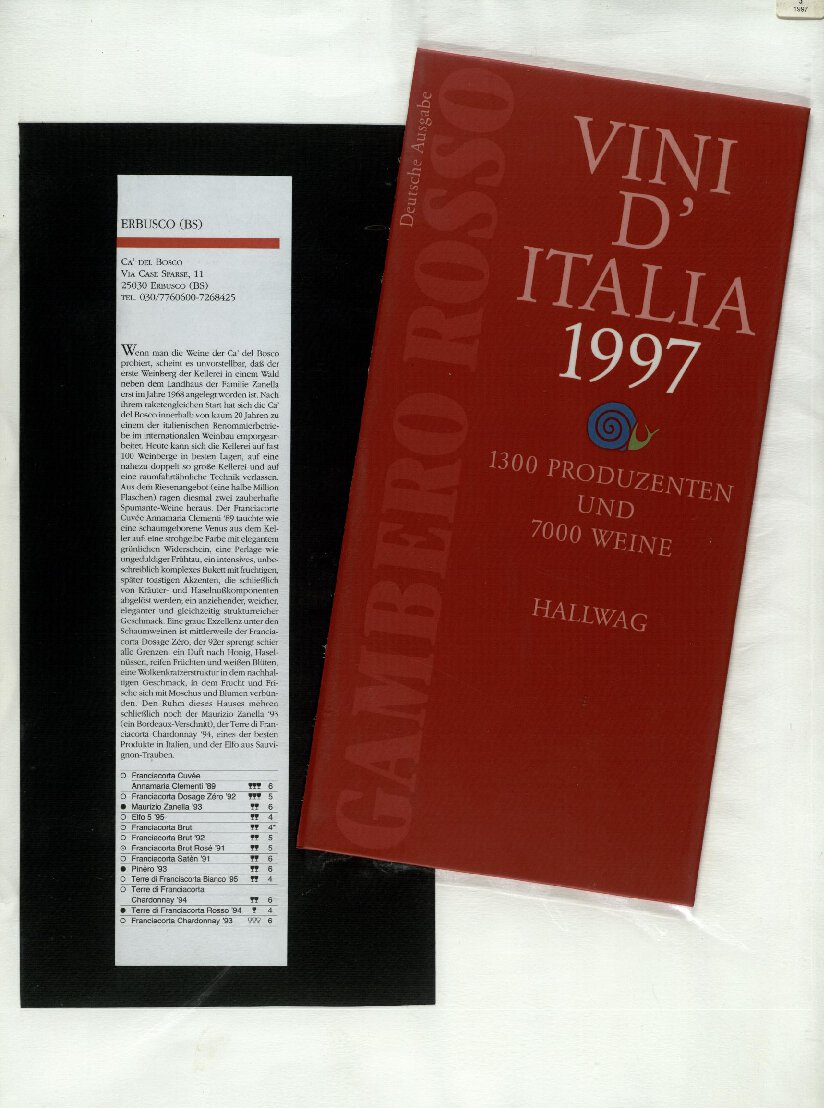 3
1997
ERBUSCO (BS)
CA' DEL BOSCO
VIA CASE SPARSE, 11
25030 ERBUSCO (BS)
TEL. 030/7760600-7268425
Wenn man die Weine der Ca' del Bosco
probiert, scheint es unvorstellbar, daß der
erste Weinberg der Kellerei in einem Wald
neben dem Landhaus der Familie Zanella
erst im Jahre 1968 angelegt worden ist. Nach
ihrem raketengleichen Start hat sich die Ca'
del Bosco innerhalb von kaum 20 Jahren zu
einem der italienischen Renommierbetrie-
be im internationalen Weinbau emporgear-
beitet. Heute kann sich die Kellerei auf fast
100 Weinberge in besten Lagen, auf eine
nahezu doppelt so große Kellerei und auf
eine raumfahrtähnliche Technik verlassen.
Aus dem Riesenangebot (eine halbe Million
Flaschen) ragen diesmal zwei zauberhafte
Spumante-Weine heraus. Der Franciacorta
Cuvée Annamaria Clementi '89 tauchte wie
eine schaumgeborene Venus aus dem Kel-
ler auf: eine strohgelbe Farbe mit elegantem
grünlichen Widerschein, eine Perlage wie
ungeduldiger Frühtau, ein intensives, unbe-
schreiblich komplexes Bukett mit fruchtigen,
später toastigen Akzenten, die schließlich
von Kräuter- und Haselnußkomponenten
abgelöst werden; ein anziehender, weicher,
eleganter und gleichzeitig strukturreicher
Geschmack. Eine graue Exzellenz unter den
Schaumweinen ist mittlerweile der Francia-
corta Dosage Zéro, der 92er sprengt schier
alle Grenzen: ein Duft nach Honig, Hasel-
nüssen, reifen Früchten und weißen Blüten,
eine Wolkenkratzerstruktur in dem nachhal-
tigen Geschmack, in dem Frucht und Fri-
sche sich mit Moschus und Blumen verbün-
den. Den Ruhm dieses Hauses mehren
schließlich noch der Maurizio Zanella '93
(ein Bordeaux-Verschnitt), der Terre di Fran-
ciacorta Chardonnay '94, eines der besten
Produkte in Italien, und der Elfo aus Sauvi-
gnon-Trauben.
Franciacorta Cuvée
Annamaria Clementi '89 6
Franciacorta Dosage Zéro '92 5
Maurizio Zanella '93 6
Elfo 5 '95 4
Franciacorta Brut 4*
Franciacorta Brut '92 5
Franciacorta Brut Rosé '91 5
Franciacorta Satén '91 6
Pinèro '93 6
Terre di Franciacorta Bianco '95 4
Terre di Franciacorta
Chardonnay '94 6
Terre di Franciacorta Rosso '94 4
Franciacorta Chardonnay '93 6
Deutsche Ausgabe
GAMBERO ROSSO
VINI
D'
ITALIA
1997
1300 PRODUZENTEN
UND
7000 WEINE
HALLWAG